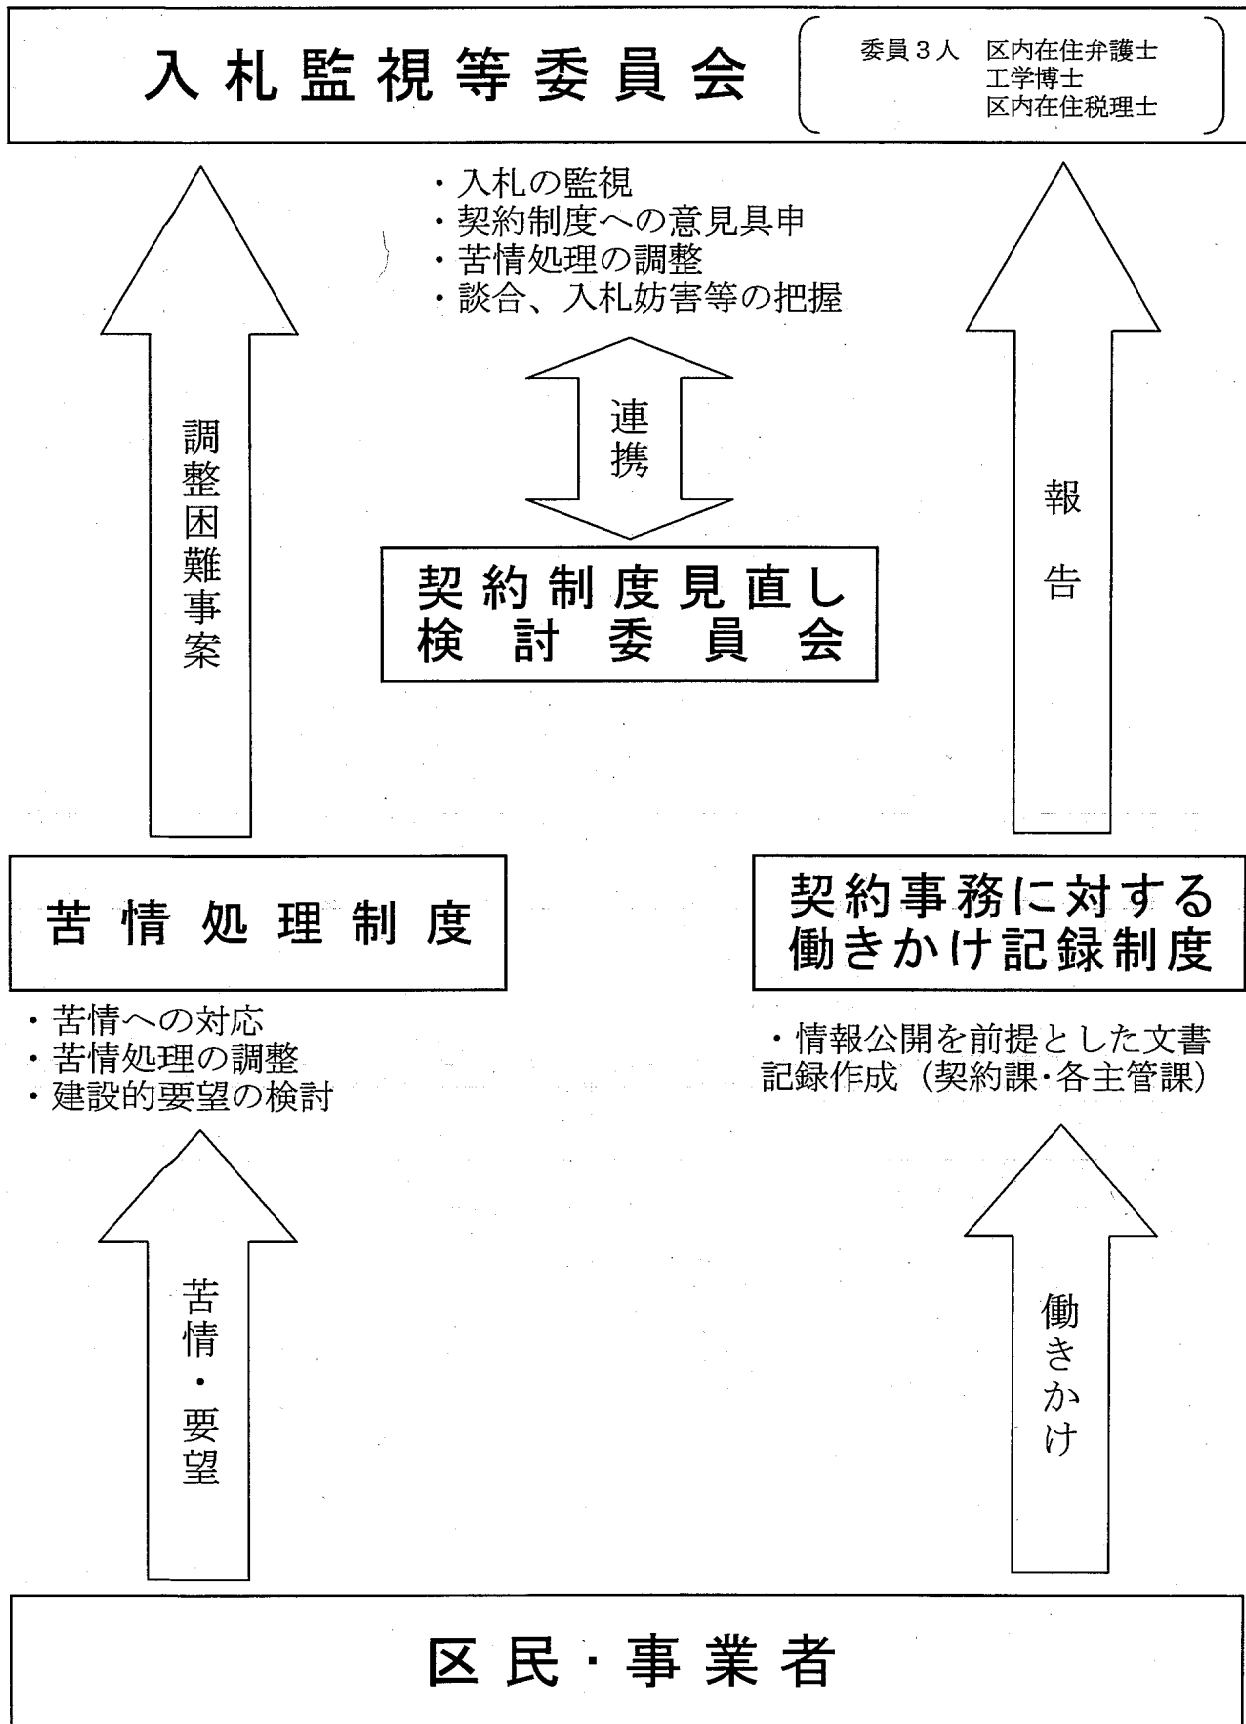 入札監視等委員会
委員３人　区内在住弁護士
工学博士
区内在住税理士
・入札の監視
・契約制度への意見具申
・苦情処理の調整
・談合、入札妨害等の把握
調整困難事案
連携
報告
契約制度見直し
検討委員会
苦情処理制度
・苦情への対応
・苦情処理の調整
・建設的要望の検討
契約事務に対する
働きかけ記録制度
・情報公開を前提とした文書
記録作成（契約課・各主管課）
苦情・要望
働きかけ
区民・事業者